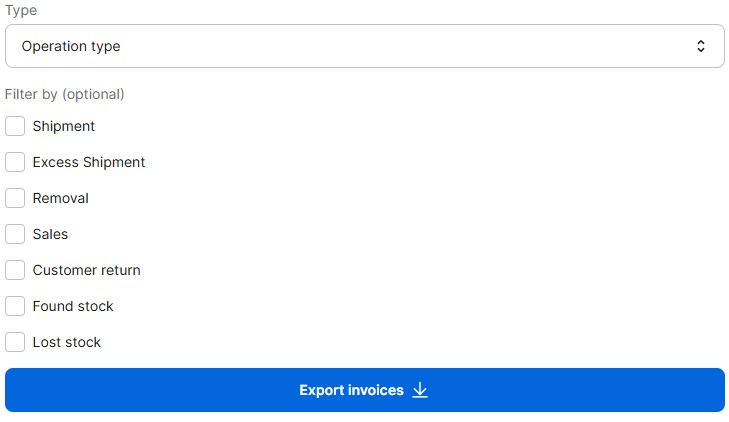 Type
Operation type
Filter by (optional)
Shipment
Excess Shipment
Removal
Sales
Customer return
Found stock
Lost stock
Export invoices